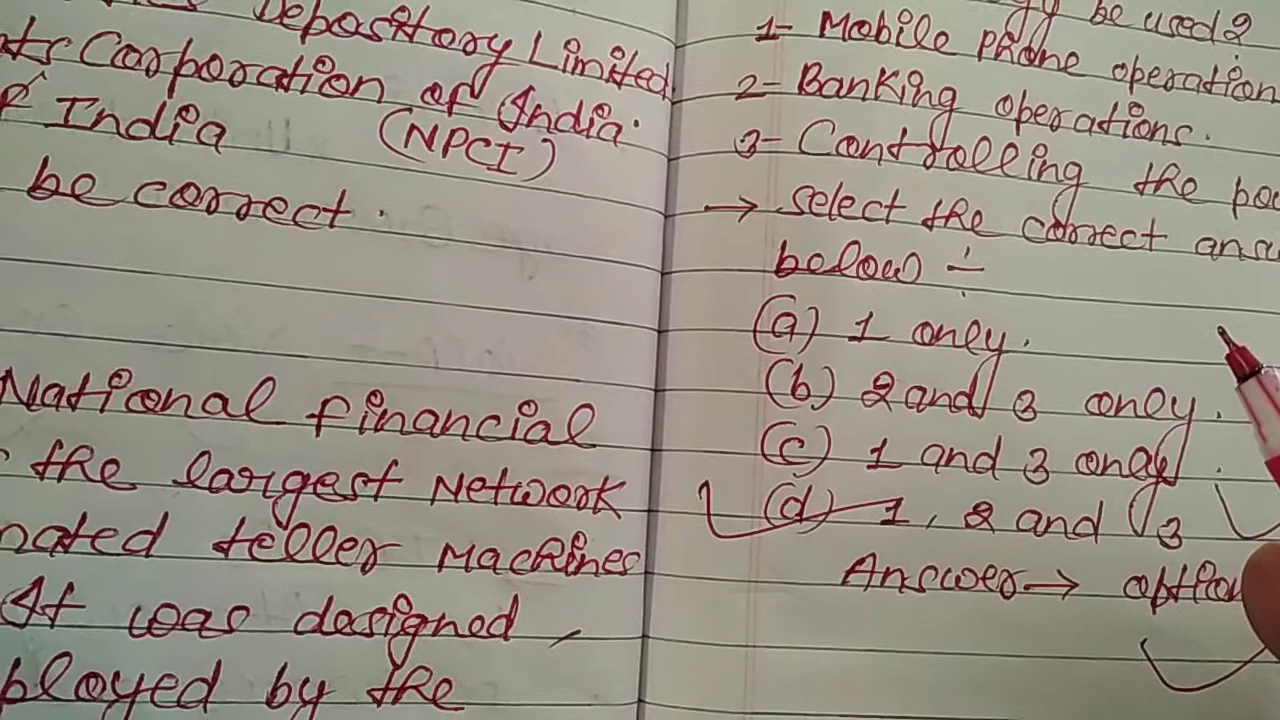 Depository Limited
Corporation of India.
India (NPCI)
be correct.
National financial
the largest Network
teller Machines
It was designed,
by the
be used?
1- Mobile phone operation
2- Banking operations.
3- Controlling the
→ select the correct
below ÷
(a) 1 only.
(b) 2 and 3 only.
(c) 1 and 3 only.
(d) 1, 2 and 3
Answer → option